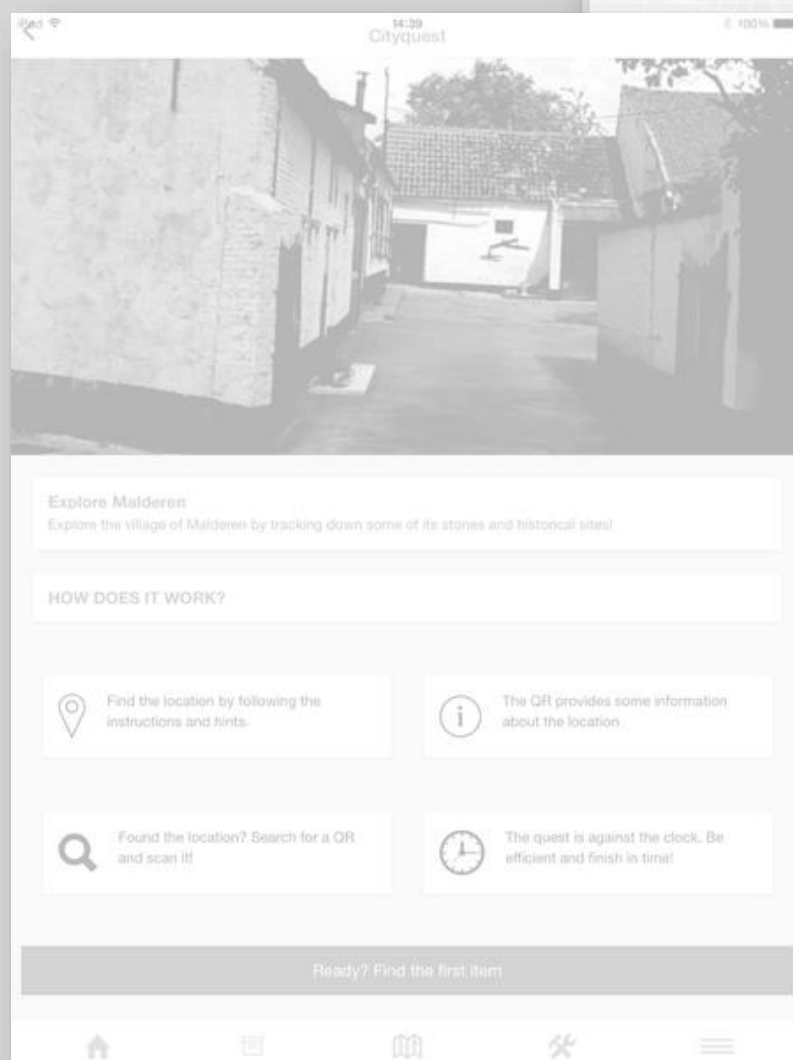 iPad
14:39
100%
Cityquest
Explore Malderen
Explore the village of Malderen by tracking down some of its stories and historical sites!
HOW DOES IT WORK?
Find the location by following the
instructions and hints.
The QR provides some information
about the location
Found the location? Search for a QR
and scan it!
The quest is against the clock. Be
efficient and finish in time!
Ready? Find the first item